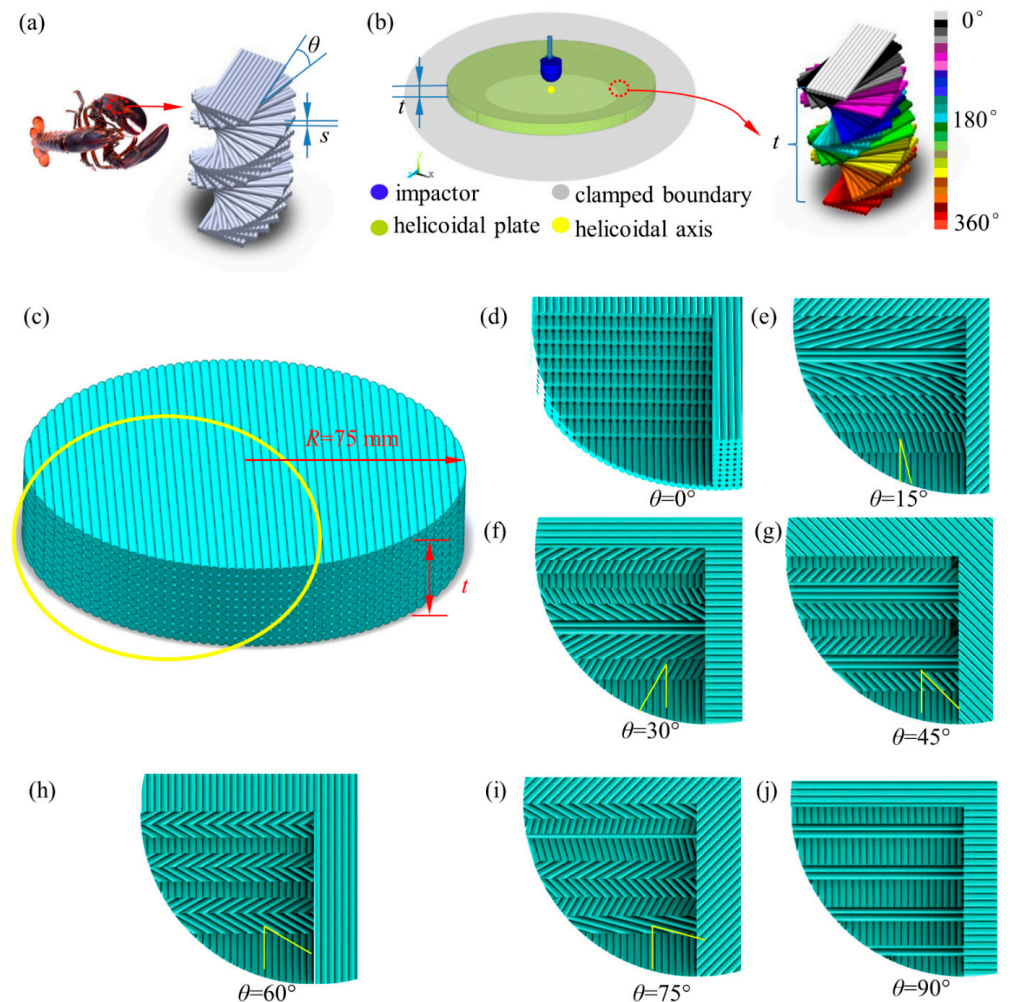 (a)
θ
s
(b)
t
impactor
clamped boundary
helicoidal plate
helicoidal axis
t
0°
180°
360°
(c)
R=75 mm
t
(d)
θ=0°
(e)
θ=15°
(f)
θ=30°
(g)
θ=45°
(h)
θ=60°
(i)
θ=75°
(j)
θ=90°